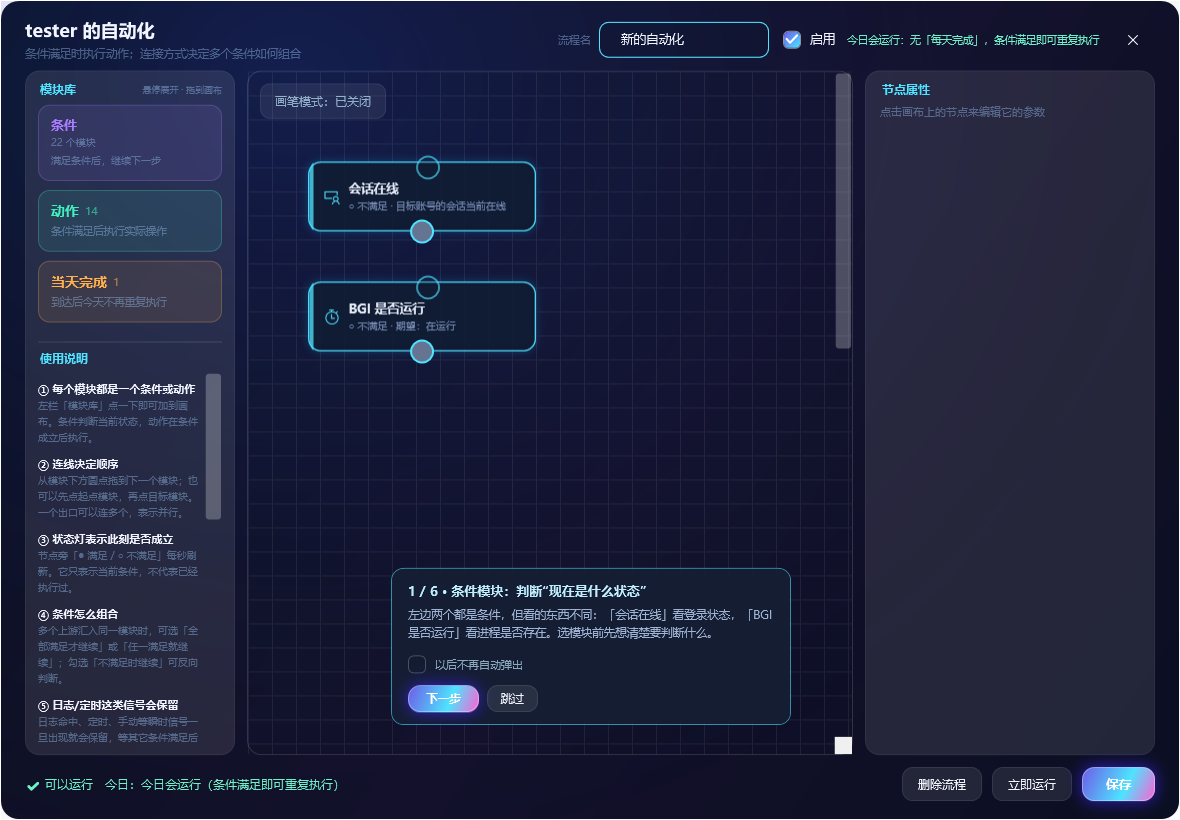 tester 的自动化
条件满足时执行动作；连接方式决定多个条件如何组合
流程名
新的自动化
启用
今日会运行：无「每天完成」，条件满足即可重复执行
模块库
悬停展开 · 拖到画布
条件
22 个模块
满足条件后，继续下一步
动作 14
条件满足后执行实际操作
当天完成 1
到达后今天不再重复执行
使用说明
① 每个模块都是一个条件或动作
左栏「模块库」点一下即可加到画
布。条件判断当前状态，动作在条件
成立后执行。
② 连线决定顺序
从模块下方圆点拖到下一个模块；也
可以先点起点模块，再点目标模块。
一个出口可以连多个，表示并行。
③ 状态灯表示此刻是否成立
节点旁「● 满足 / ○ 不满足」每秒刷
新。它只表示当前条件，不代表已经
执行过。
④ 条件怎么组合
多个上游汇入同一模块时，可选「全
部满足才继续」或「任一满足就继
续」；勾选「不满足时继续」可反向
判断。
⑤ 日志/定时这类信号会保留
日志命中、定时、手动等瞬时信号一
旦出现就会保留，等其它条件满足后
画笔模式：已关闭
会话在线
○ 不满足 · 目标账号的会话当前在线
BGI 是否运行
○ 不满足 · 期望：在运行
1 / 6 • 条件模块：判断“现在是什么状态”
左边两个都是条件，但看的东西不同：「会话在线」看登录状态，「BGI
是否运行」看进程是否存在。选模块前先想清楚要判断什么。
以后不再自动弹出
下一步
跳过
节点属性
点击画布上的节点来编辑它的参数
可以运行
今日：今日会运行（条件满足即可重复执行）
删除流程
立即运行
保存